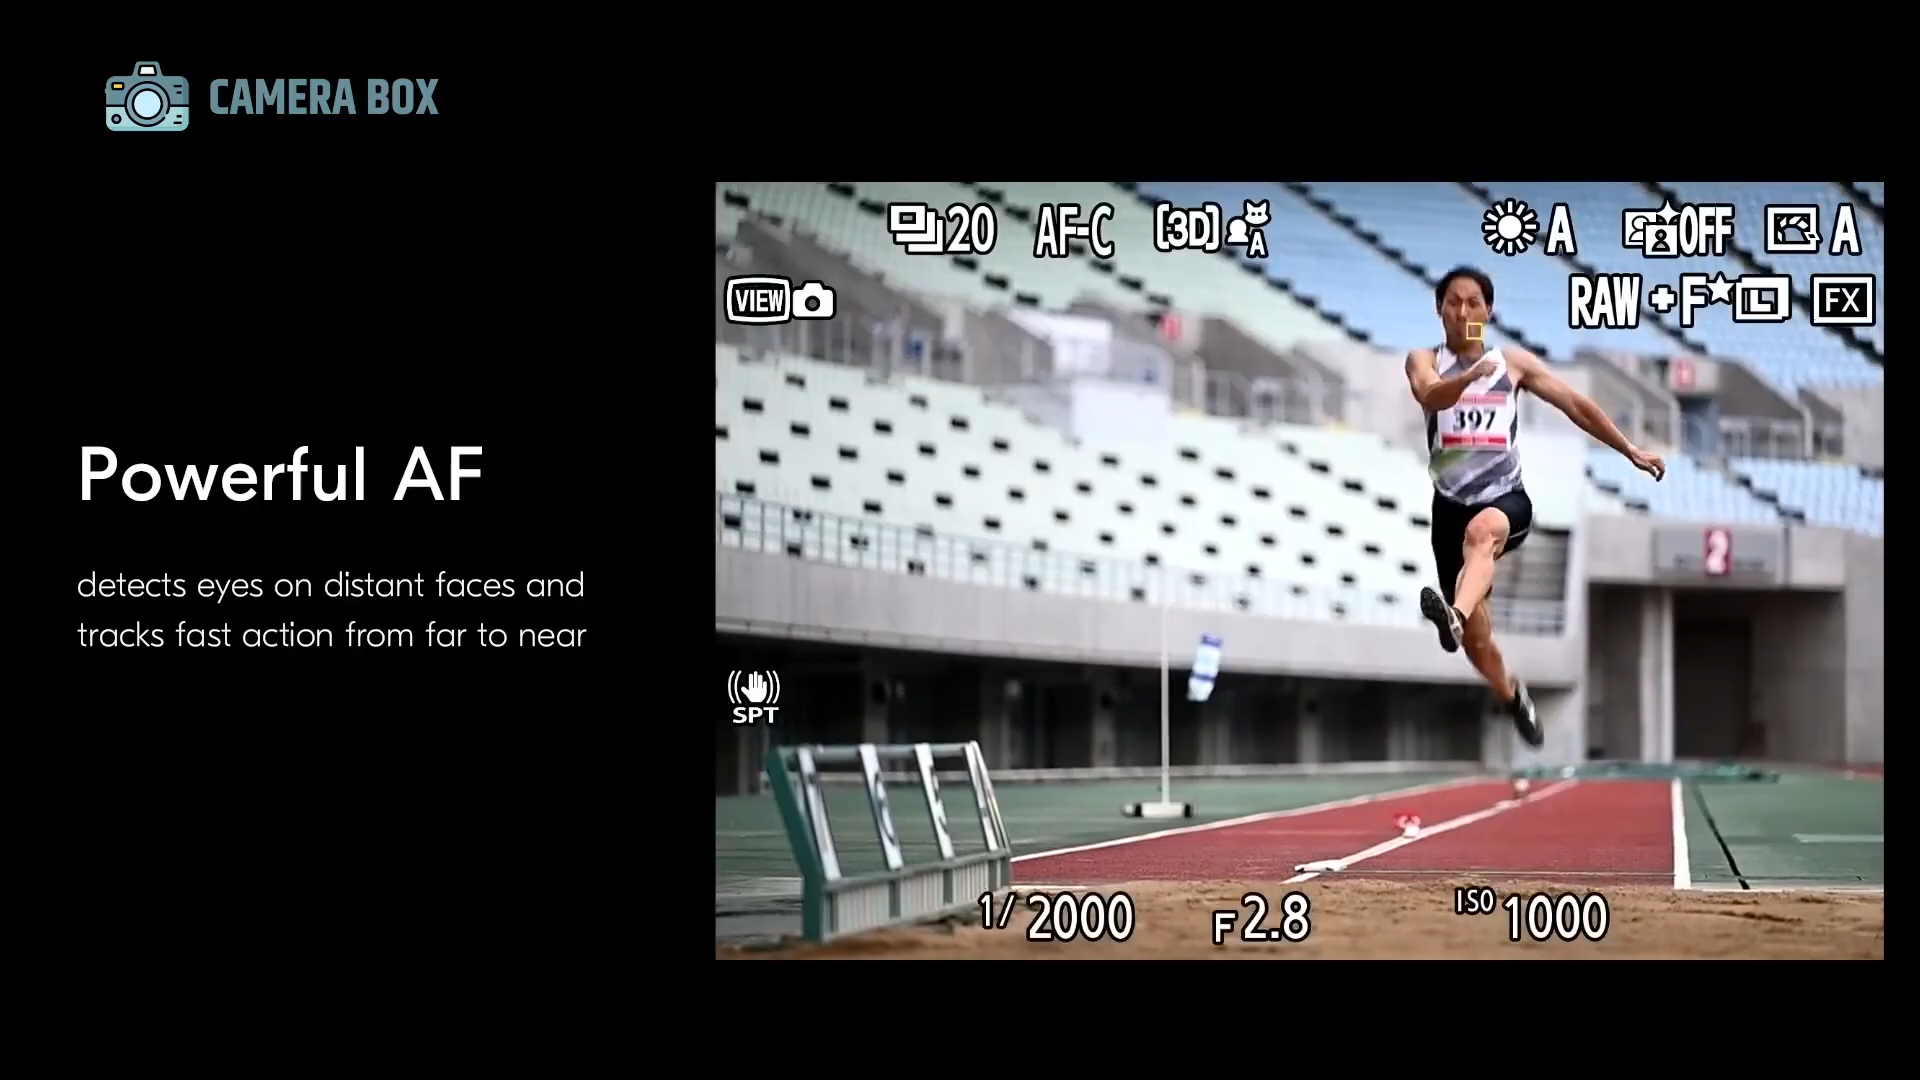 CAMERA BOX
Powerful AF
detects eyes on distant faces and
tracks fast action from far to near
20 AF-C [3D] A A OFF A
VIEW RAW + F★ L FX
397
2
SPT
1/2000 F2.8 ISO 1000